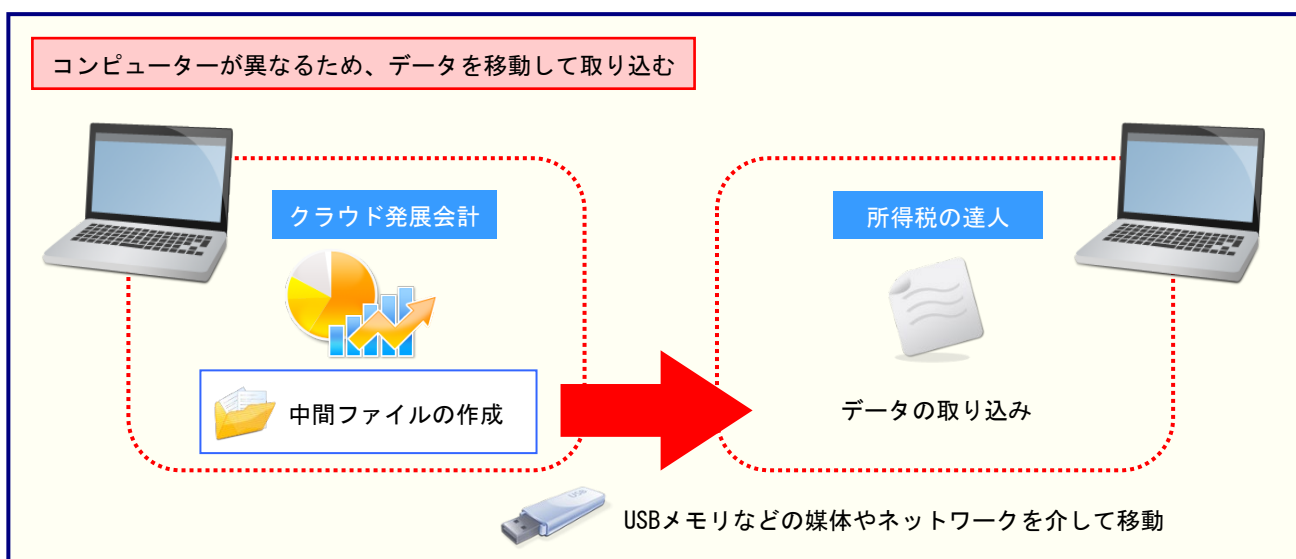 コンピューターが異なるため、データを移動して取り込む
クラウド発展会計
所得税の達人
中間ファイルの作成
データの取り込み
USB
USBメモリなどの媒体やネットワークを介して移動